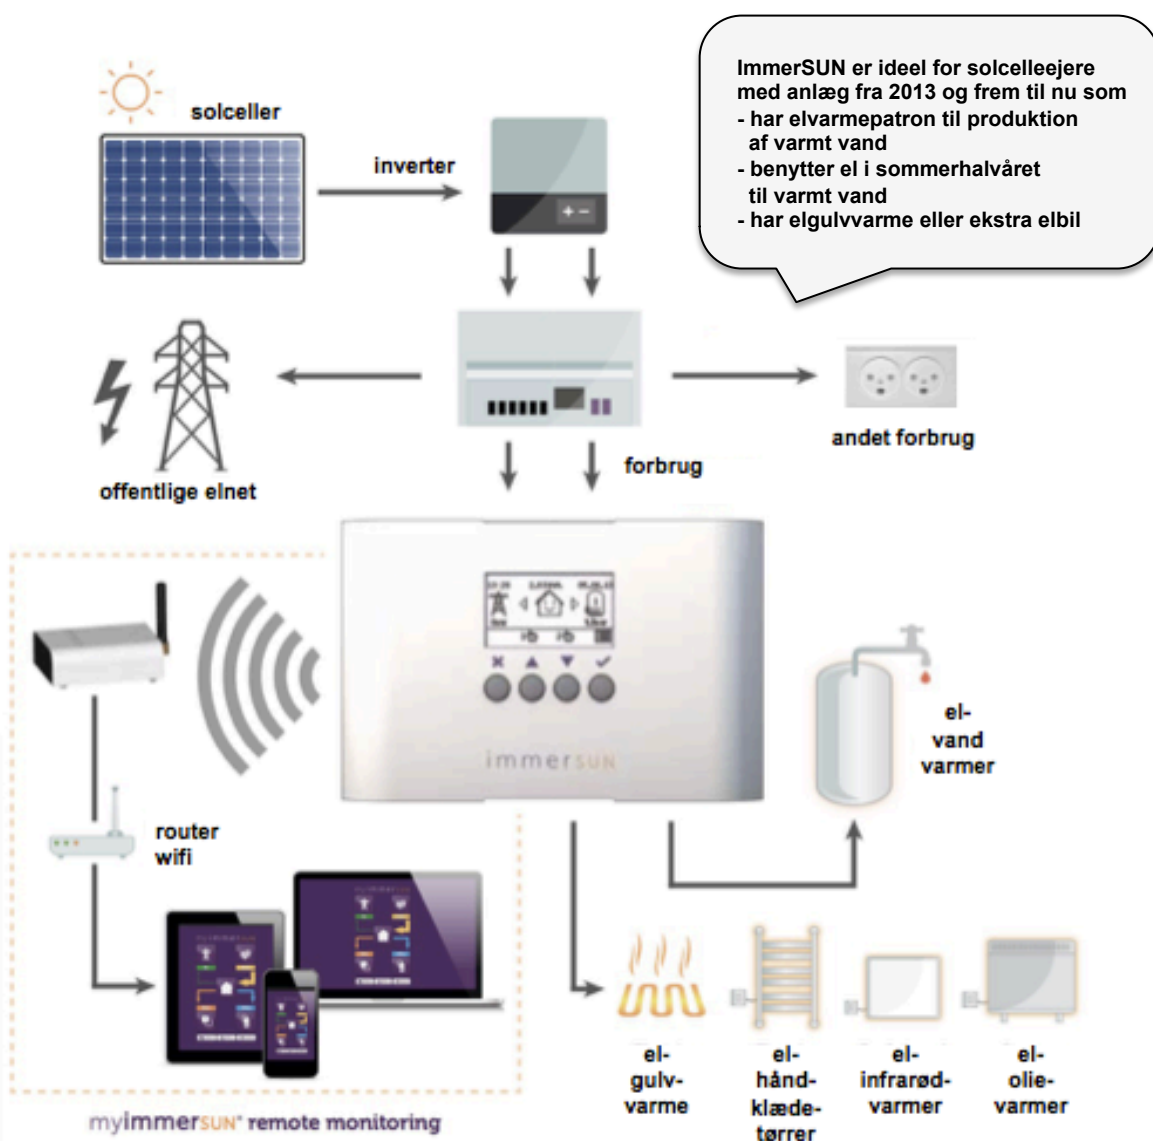 ImmerSUN er ideel for solcelleejere
med anlæg fra 2013 og frem til nu som
- har elvarmepatron til produktion
af varmt vand
- benytter el i sommerhalvåret
til varmt vand
- har elgulvvarme eller ekstra elbil
solceller
inverter
offentlige elnet
forbrug
andet forbrug
immerSUN
el-
vand
varmer
router
wifi
el-
gulv-
varme
el-
hånd-
klæde-
tørrer
el-
infrarød-
varmer
el-
olie-
varmer
myimmerSUN® remote monitoring